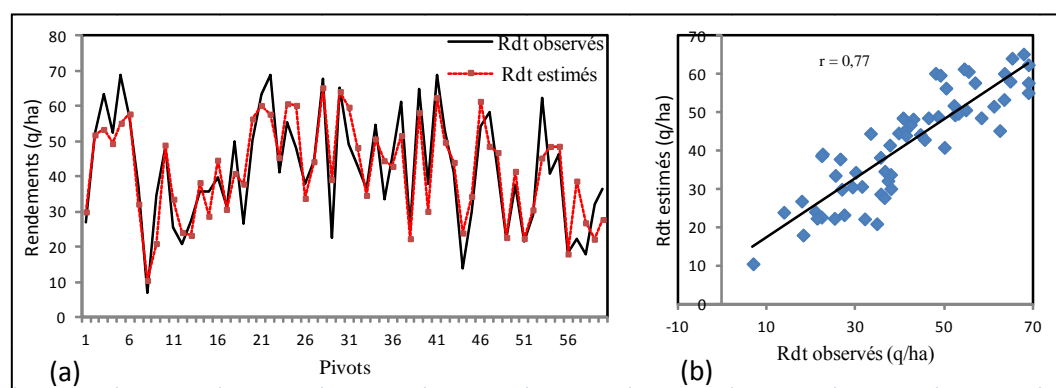 80
70
60
50
40
30
20
10
0
Rendements (q/ha)
Rdt observés
Rdt estimés
1 6 11 16 21 26 31 36 41 46 51 56
Pivots
(a)
70
60
50
40
30
20
10
0
Rdt estimés (q/ha)
r = 0,77
-10 10 30 50 70
Rdt observés (q/ha)
(b)